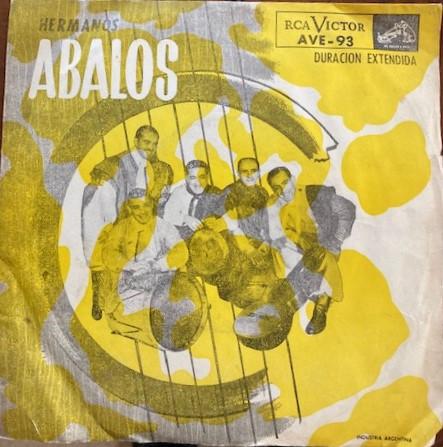 HERMANOS
ABALOS
RCA VICTOR
AVE-93
DURACION EXTENDIDA
INDUSTRIA ARGENTINA